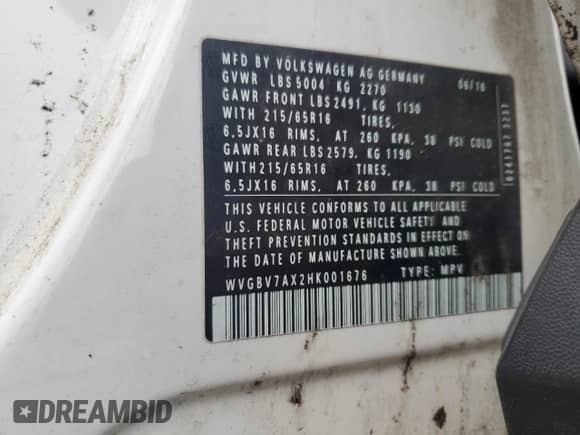 MFD BY VOLKSWAGEN AG GERMANY 06/16
GVWR LBS 5004 KG 2270
GAWR FRONT LBS 2491, KG 1130
WITH 215/65R16 TIRES,
6,5JX16 RIMS, AT 260 KPA, 38 PSI COLD
GAWR REAR LBS 2579, KG 1190
WITH 215/65R16 TIRES,
6,5JX16 RIMS, AT 260 KPA, 38 PSI COLD
THIS VEHICLE CONFORMS TO ALL APPLICABLE
U.S. FEDERAL MOTOR VEHICLE SAFETY AND
THEFT PREVENTION STANDARDS IN EFFECT ON
THE DATE OF MANUFACTURE SHOWN ABOVE.
WVGBV7AX2HK001676 TYPE: MPV
DREAMBID